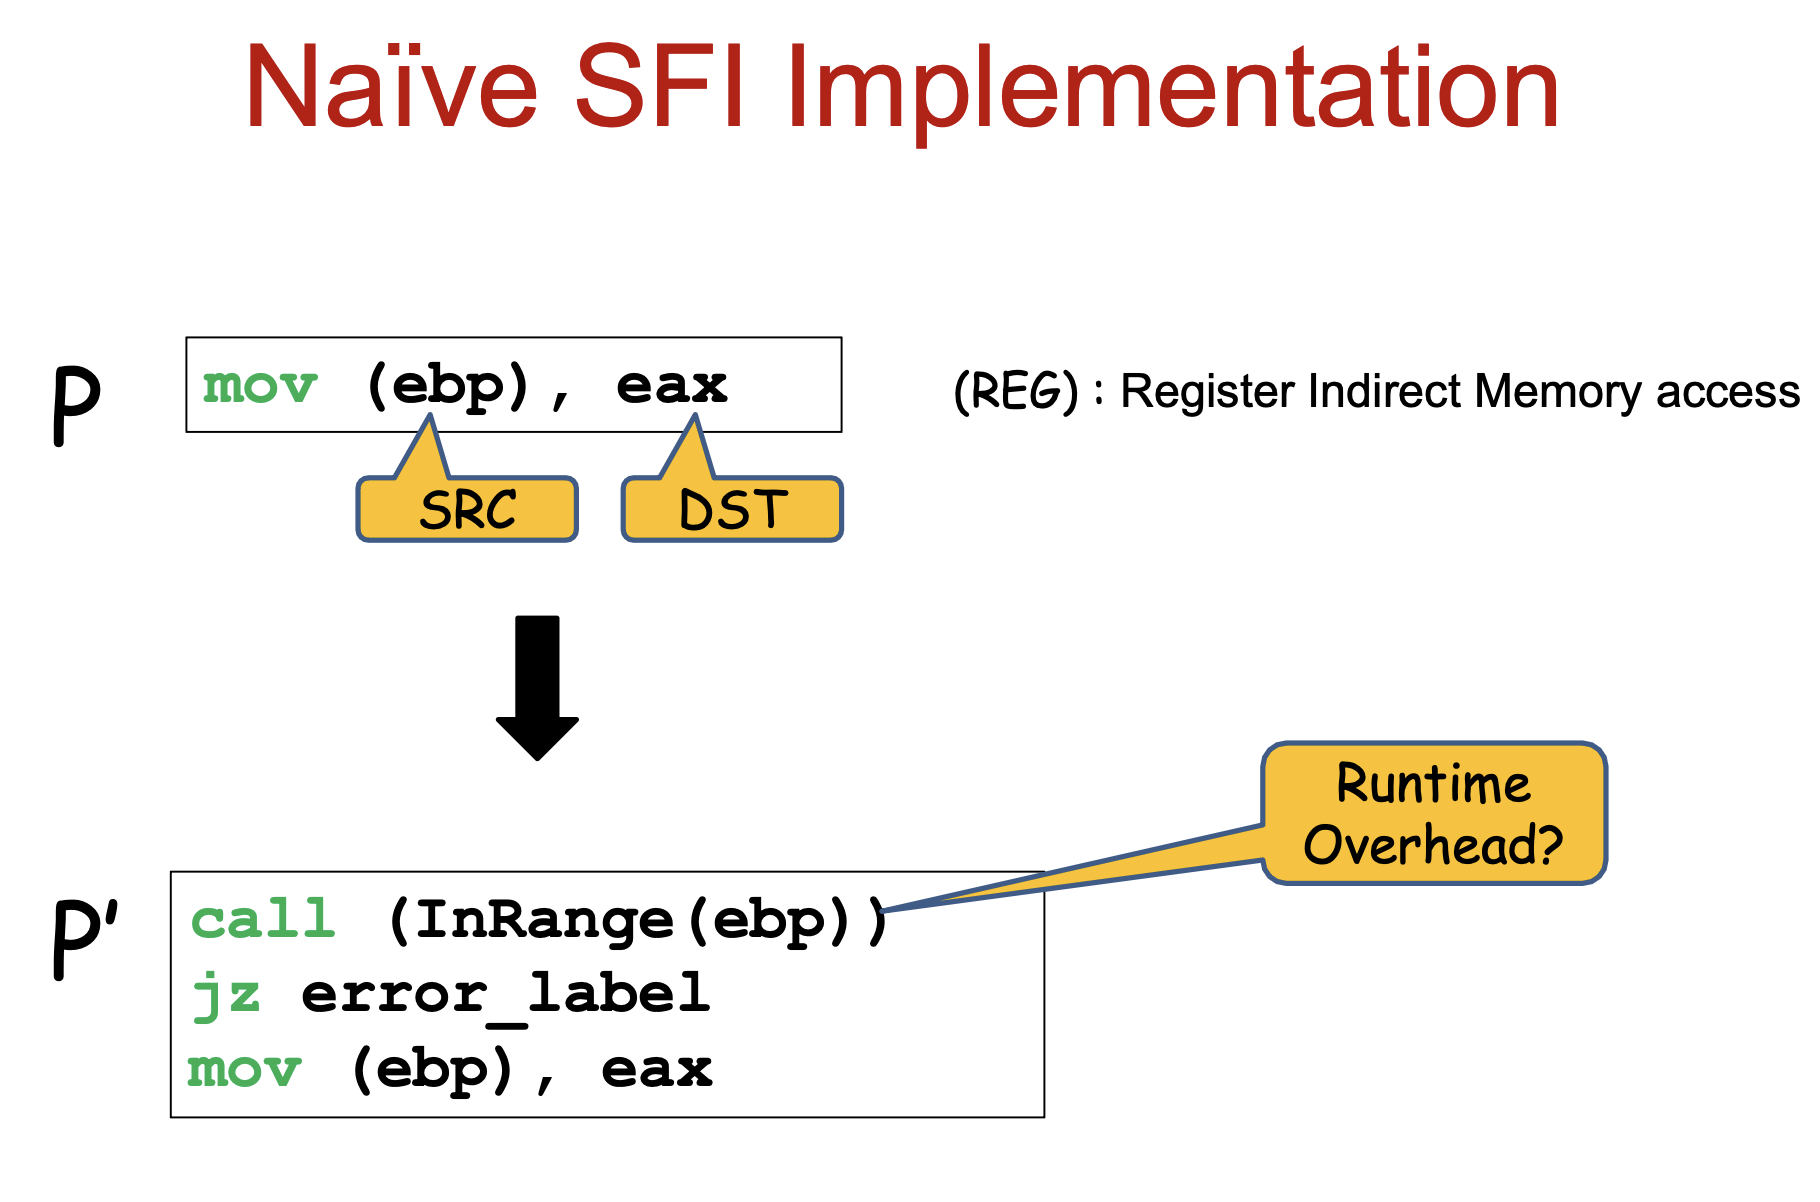 Naïve SFI Implementation
P
mov (ebp), eax
(REG) : Register Indirect Memory access
SRC
DST
Runtime
Overhead?
P'
call (InRange(ebp))
jz error_label
mov (ebp), eax